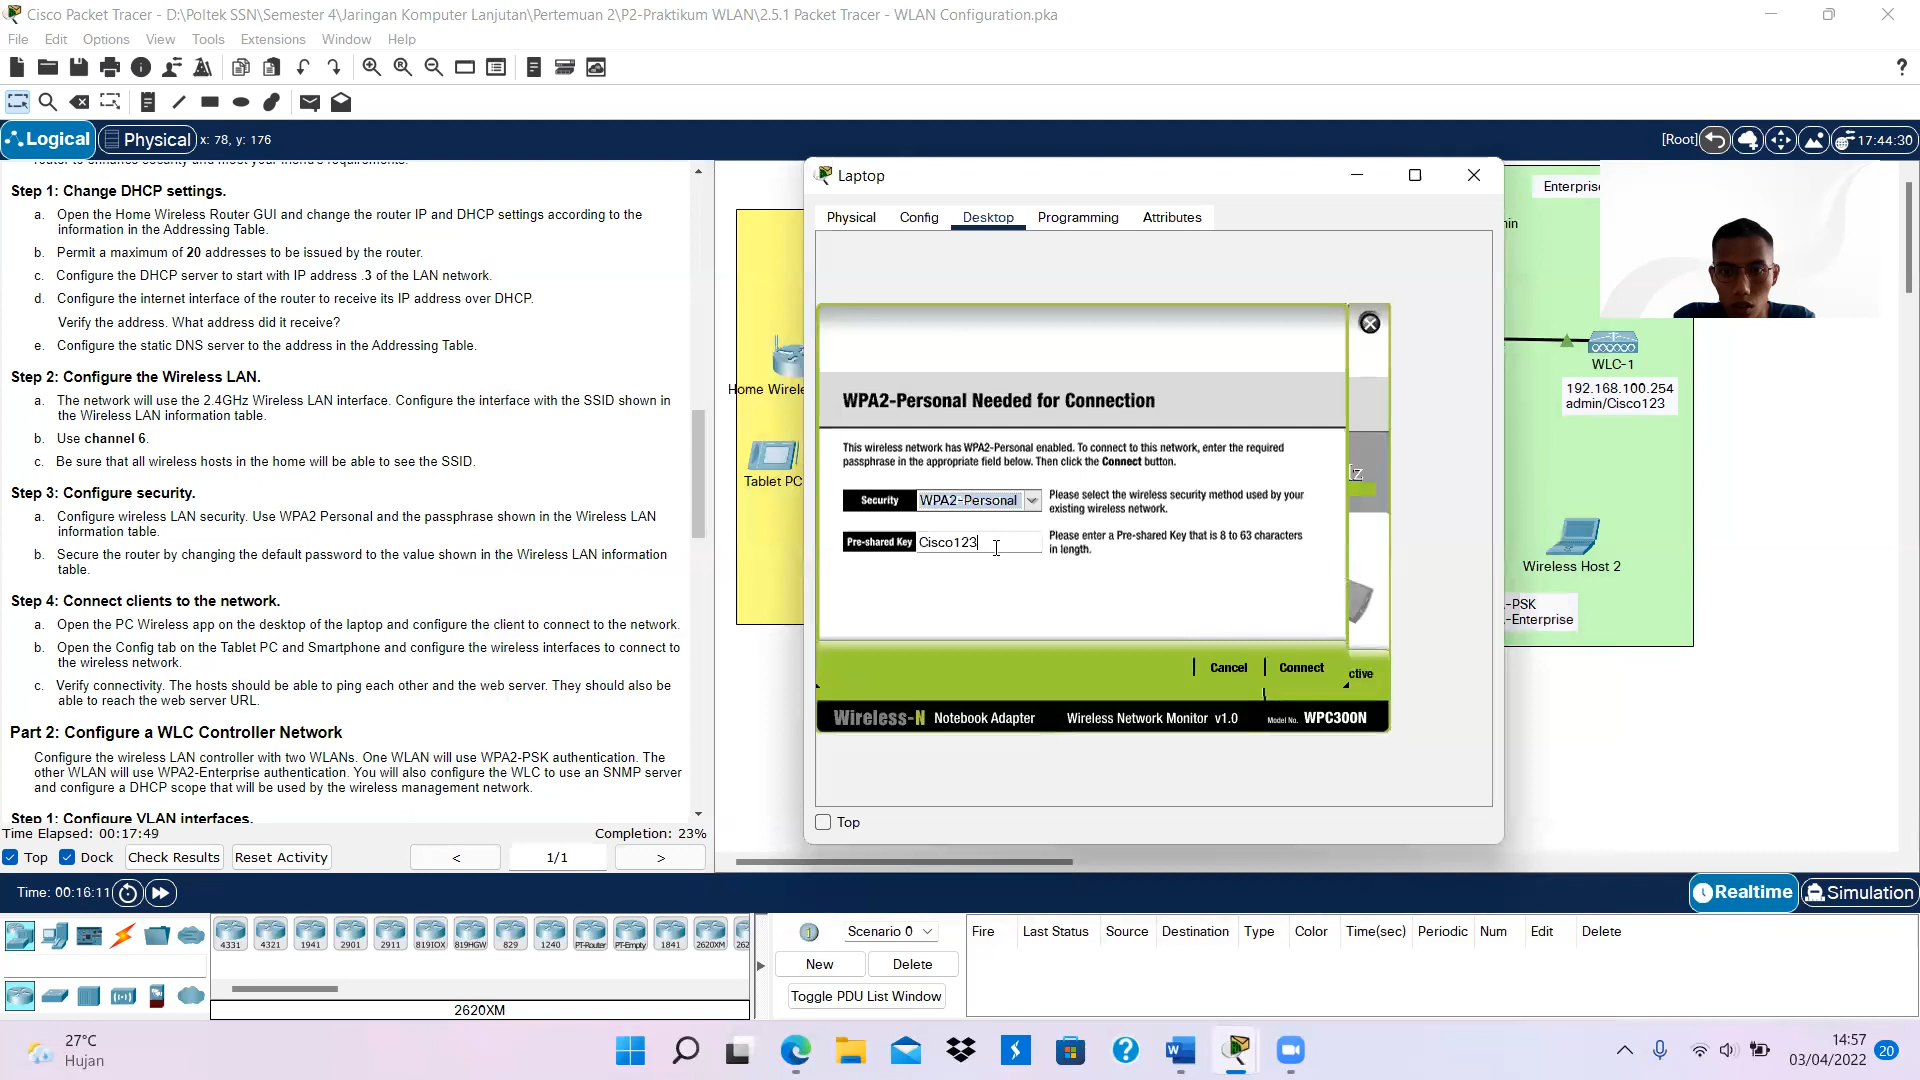 Cisco Packet Tracer - D:\Poltek SSN\Semester 4\Jaringan Komputer Lanjutan\Pertemuan 2\P2-Praktikum WLAN\2.5.1 Packet Tracer - WLAN Configuration.pka
File Edit Options View Tools Extensions Window Help
Logical Physical x: 78, y: 176
[Root] 17:44:30
router to enhance security and meet your friend's requirements.
Step 1: Change DHCP settings.
a. Open the Home Wireless Router GUI and change the router IP and DHCP settings according to the
information in the Addressing Table.
b. Permit a maximum of 20 addresses to be issued by the router.
c. Configure the DHCP server to start with IP address .3 of the LAN network.
d. Configure the internet interface of the router to receive its IP address over DHCP.
Verify the address. What address did it receive?
e. Configure the static DNS server to the address in the Addressing Table.
Step 2: Configure the Wireless LAN.
a. The network will use the 2.4GHz Wireless LAN interface. Configure the interface with the SSID shown in
the Wireless LAN information table.
b. Use channel 6.
c. Be sure that all wireless hosts in the home will be able to see the SSID.
Step 3: Configure security.
a. Configure wireless LAN security. Use WPA2 Personal and the passphrase shown in the Wireless LAN
information table.
b. Secure the router by changing the default password to the value shown in the Wireless LAN information
table.
Step 4: Connect clients to the network.
a. Open the PC Wireless app on the desktop of the laptop and configure the client to connect to the network.
b. Open the Config tab on the Tablet PC and Smartphone and configure the wireless interfaces to connect to
the wireless network.
c. Verify connectivity. The hosts should be able to ping each other and the web server. They should also be
able to reach the web server URL.
Part 2: Configure a WLC Controller Network
Configure the wireless LAN controller with two WLANs. One WLAN will use WPA2-PSK authentication. The
other WLAN will use WPA2-Enterprise authentication. You will also configure the WLC to use an SNMP server
and configure a DHCP scope that will be used by the wireless management network.
Step 1: Configure VLAN interfaces.
Time Elapsed: 00:17:49 Completion: 23%
Top Dock Check Results Reset Activity < 1/1 >
Home Wirele
Tablet PC
Laptop
Physical Config Desktop Programming Attributes
WPA2-Personal Needed for Connection
This wireless network has WPA2-Personal enabled. To connect to this network, enter the required
passphrase in the appropriate field below. Then click the Connect button.
Security WPA2-Personal Please select the wireless security method used by your
existing wireless network.
Pre-shared Key Cisco123 Please enter a Pre-shared Key that is 8 to 63 characters
in length.
Cancel Connect
ctive
Wireless-N Notebook Adapter Wireless Network Monitor v1.0 Model No. WPC300N
Top
Enterpris
in
WLC-1
192.168.100.254
admin/Cisco123
Wireless Host 2
-PSK
-Enterprise
Time: 00:16:11 Realtime Simulation
4331 4321 1941 2901 2911 819IOX 819HGW 829 1240 PT-Router PT-Empty 1841 2620XM 262
2620XM
Scenario 0
New Delete
Toggle PDU List Window
Fire Last Status Source Destination Type Color Time(sec) Periodic Num Edit Delete
27°C
Hujan
14:57
03/04/2022 20